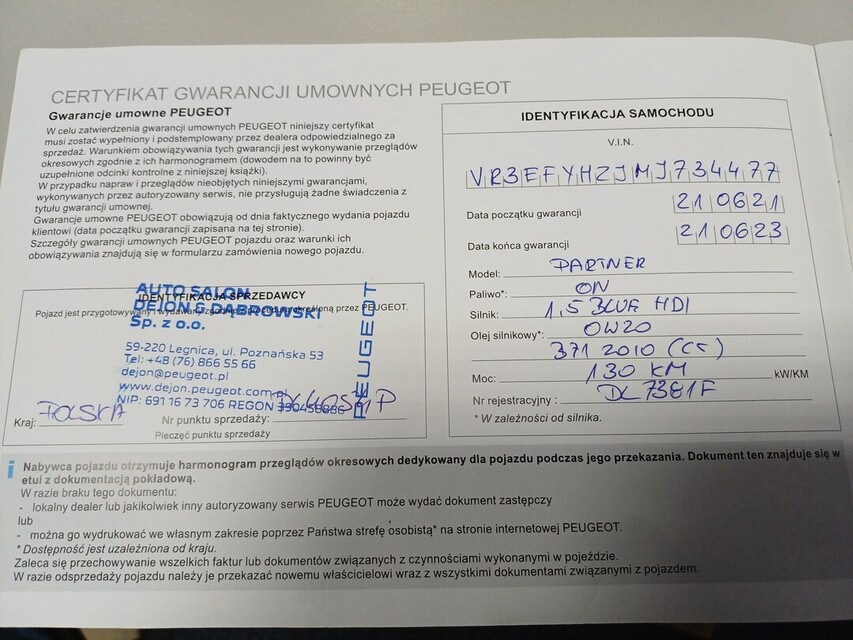 CERTYFIKAT GWARANCJI UMOWNYCH PEUGEOT
Gwarancje umowne PEUGEOT
W celu zatwierdzenia gwarancji umownych PEUGEOT niniejszy certyfikat
musi zostać wypełniony i podstemplowany przez dealera odpowiedzialnego za
sprzedaż. Warunkiem obowiązywania tych gwarancji jest wykonywanie przeglądów
okresowych zgodnie z ich harmonogramem (dowodem na to powinny być
uzupełnione odcinki kontrolne z niniejszej książki).
W przypadku napraw i przeglądów nieobjętych niniejszymi gwarancjami,
wykonywanych przez autoryzowany serwis, nie przysługują żadne świadczenia z
tytułu gwarancji umownej.
Gwarancje umowne PEUGEOT obowiązują od dnia faktycznego wydania pojazdu
klientowi (data początku gwarancji zapisana na tej stronie).
Szczegóły gwarancji umownych PEUGEOT pojazdu oraz warunki ich
obowiązywania znajdują się w formularzu zamówienia nowego pojazdu.
IDENTYFIKACJA SPRZEDAWCY
Pojazd jest przygotowywany i wydawany zgodnie z procedurą określoną przez PEUGEOT.
AUTO SALON
DEJON & DĄBROWSKI
Sp. z o.o.
59-220 Legnica, ul. Poznańska 53
Tel: +48 (76) 866 55 66
dejon@peugeot.pl
www.dejon.peugeot.com.pl
NIP: 691 16 73 706 REGON
PEUGEOT
Kraj: POLSKA
Nr punktu sprzedaży:
Pieczęć punktu sprzedaży
IDENTYFIKACJA SAMOCHODU
V.I.N.
VR3EFYHZJMJ734477
Data początku gwarancji 210621
Data końca gwarancji 210623
Model: PARTNER
Paliwo*: ON
Silnik: 1,5 BLUE HDI
Olej silnikowy*: 0W20
371 2010 (CF)
Moc: 130 KM kW/KM
Nr rejestracyjny : DL 7381F
* W zależności od silnika.
i Nabywca pojazdu otrzymuje harmonogram przeglądów okresowych dedykowany dla pojazdu podczas jego przekazania. Dokument ten znajduje się w
etui z dokumentacją pokładową.
W razie braku tego dokumentu:
- lokalny dealer lub jakikolwiek inny autoryzowany serwis PEUGEOT może wydać dokument zastępczy
lub
- można go wydrukować we własnym zakresie poprzez Państwa strefę osobistą* na stronie internetowej PEUGEOT.
* Dostępność jest uzależniona od kraju.
Zaleca się przechowywanie wszelkich faktur lub dokumentów związanych z czynnościami wykonanymi w pojeździe.
W razie odsprzedaży pojazdu należy je przekazać nowemu właścicielowi wraz z wszystkimi dokumentami związanymi z pojazdem.